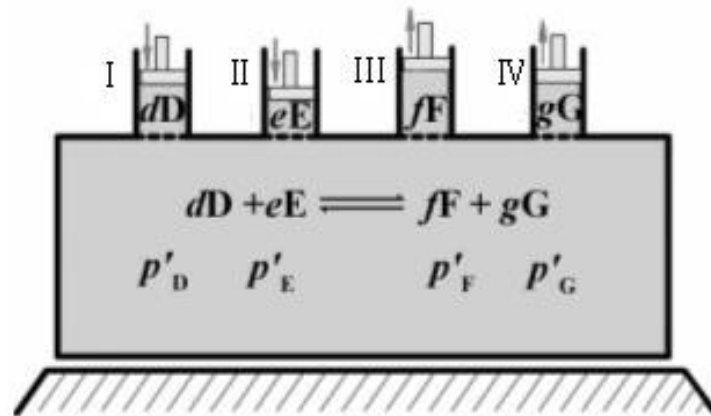 I II III IV
dD eE fF gG
dD + eE ⇌ fF + gG
p′D p′E p′F p′G